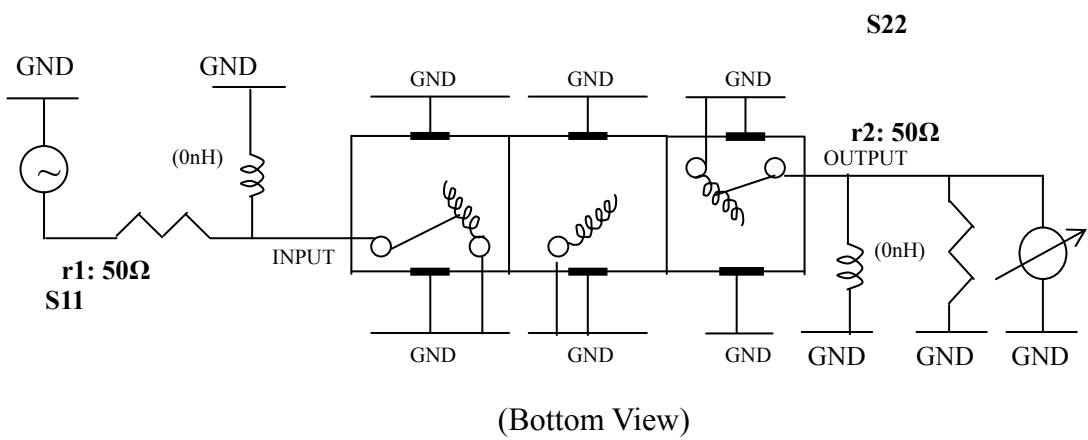 S22
GND
GND
GND
GND
GND
r2: 50Ω
OUTPUT
(0nH)
~
INPUT
(0nH)
r1: 50Ω
S11
GND
GND
GND
GND
GND
GND
(Bottom View)